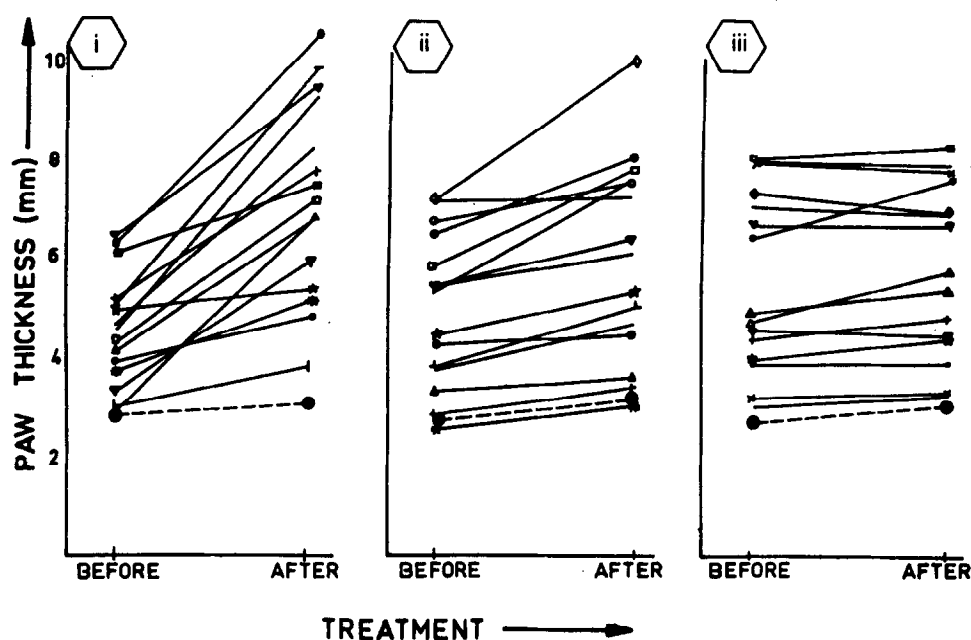 i
ii
iii
PAW THICKNESS (mm)
10
8
6
4
2
BEFORE
AFTER
BEFORE
AFTER
BEFORE
AFTER
TREATMENT